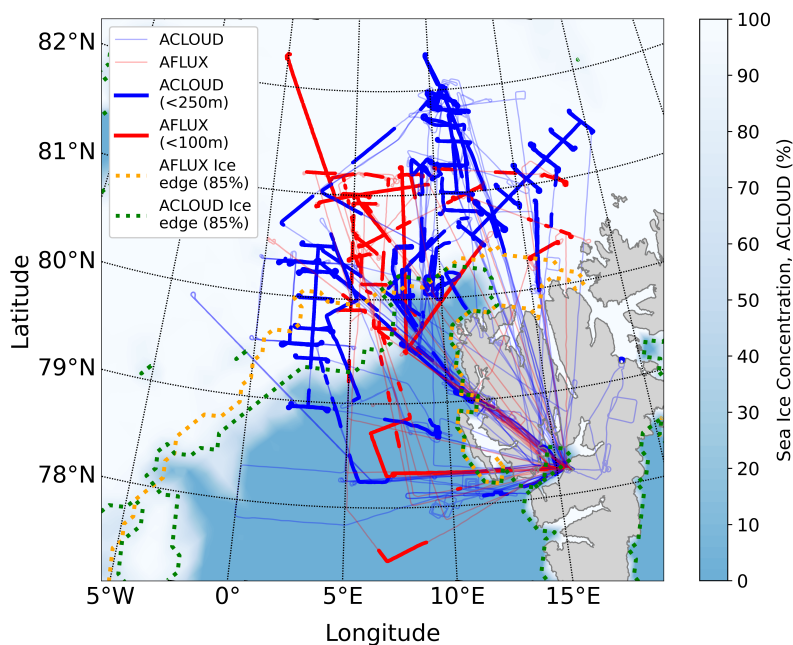 ACLOUD
AFLUX
ACLOUD
(<250m)
AFLUX
(<100m)
AFLUX Ice
edge (85%)
ACLOUD Ice
edge (85%)
82°N
81°N
80°N
79°N
78°N
Latitude
5°W
0°
5°E
10°E
15°E
Longitude
100
90
80
70
60
50
40
30
20
10
0
Sea Ice Concentration, ACLOUD (%)